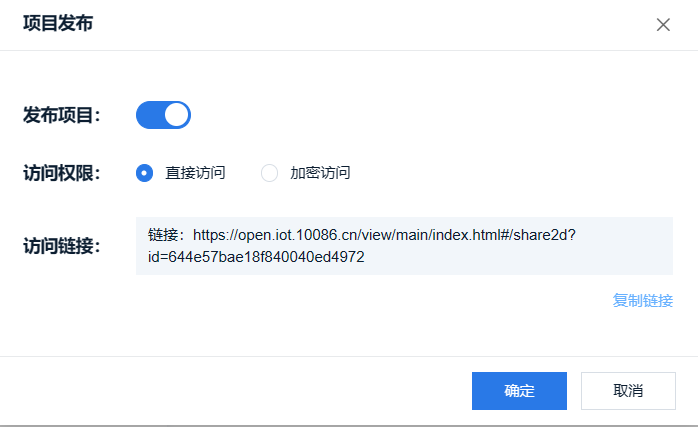 项目发布
发布项目：
访问权限：
直接访问
加密访问
访问链接：
链接：https://open.iot.10086.cn/view/main/index.html#/share2d?
id=644e57bae18f840040ed4972
复制链接
确定
取消